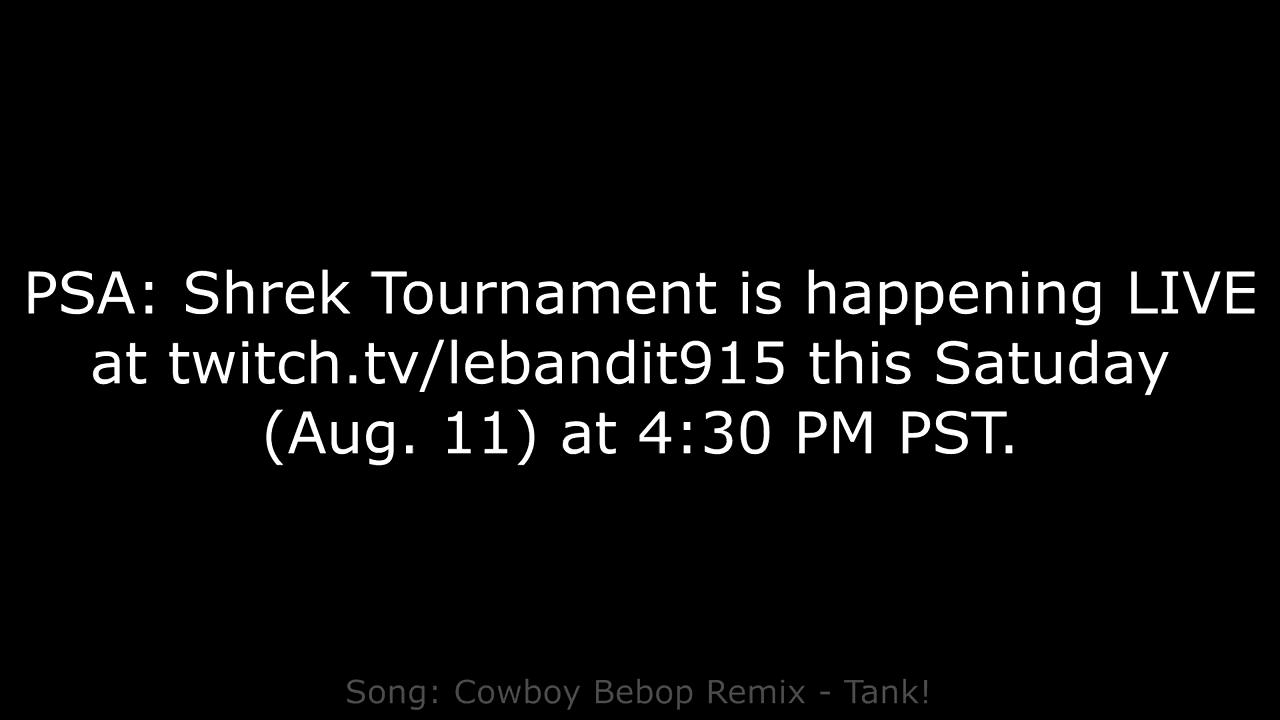 PSA: Shrek Tournament is happening LIVE
at twitch.tv/lebandit915 this Satuday
(Aug. 11) at 4:30 PM PST.
Song: Cowboy Bebop Remix - Tank!